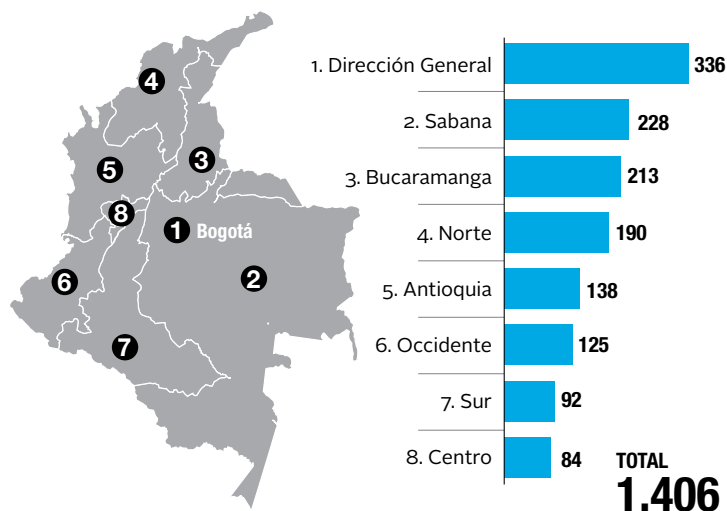 4
3
5
8
1 Bogotá
6
2
7
1. Dirección General 336
2. Sabana 228
3. Bucaramanga 213
4. Norte 190
5. Antioquia 138
6. Occidente 125
7. Sur 92
8. Centro 84
TOTAL
1.406